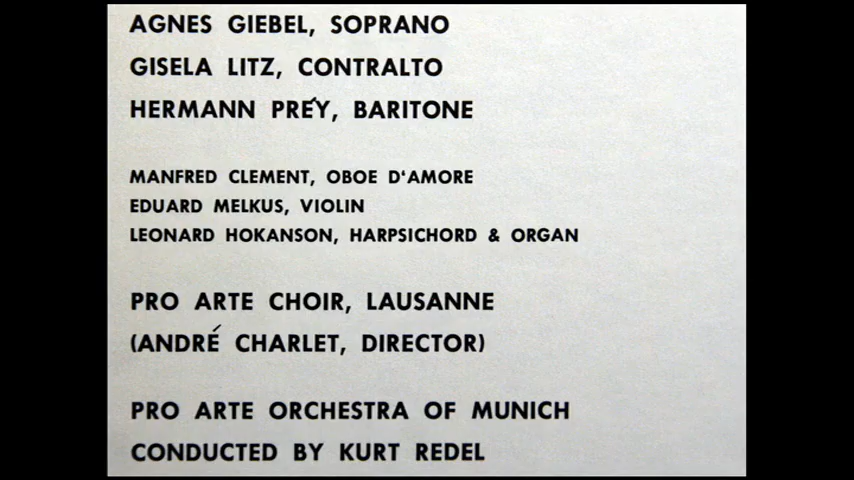 AGNES GIEBEL, SOPRANO
GISELA LITZ, CONTRALTO
HERMANN PRÉY, BARITONE
MANFRED CLEMENT, OBOE D'AMORE
EDUARD MELKUS, VIOLIN
LEONARD HOKANSON, HARPSICHORD & ORGAN
PRO ARTE CHOIR, LAUSANNE
(ANDRÉ CHARLET, DIRECTOR)
PRO ARTE ORCHESTRA OF MUNICH
CONDUCTED BY KURT REDEL